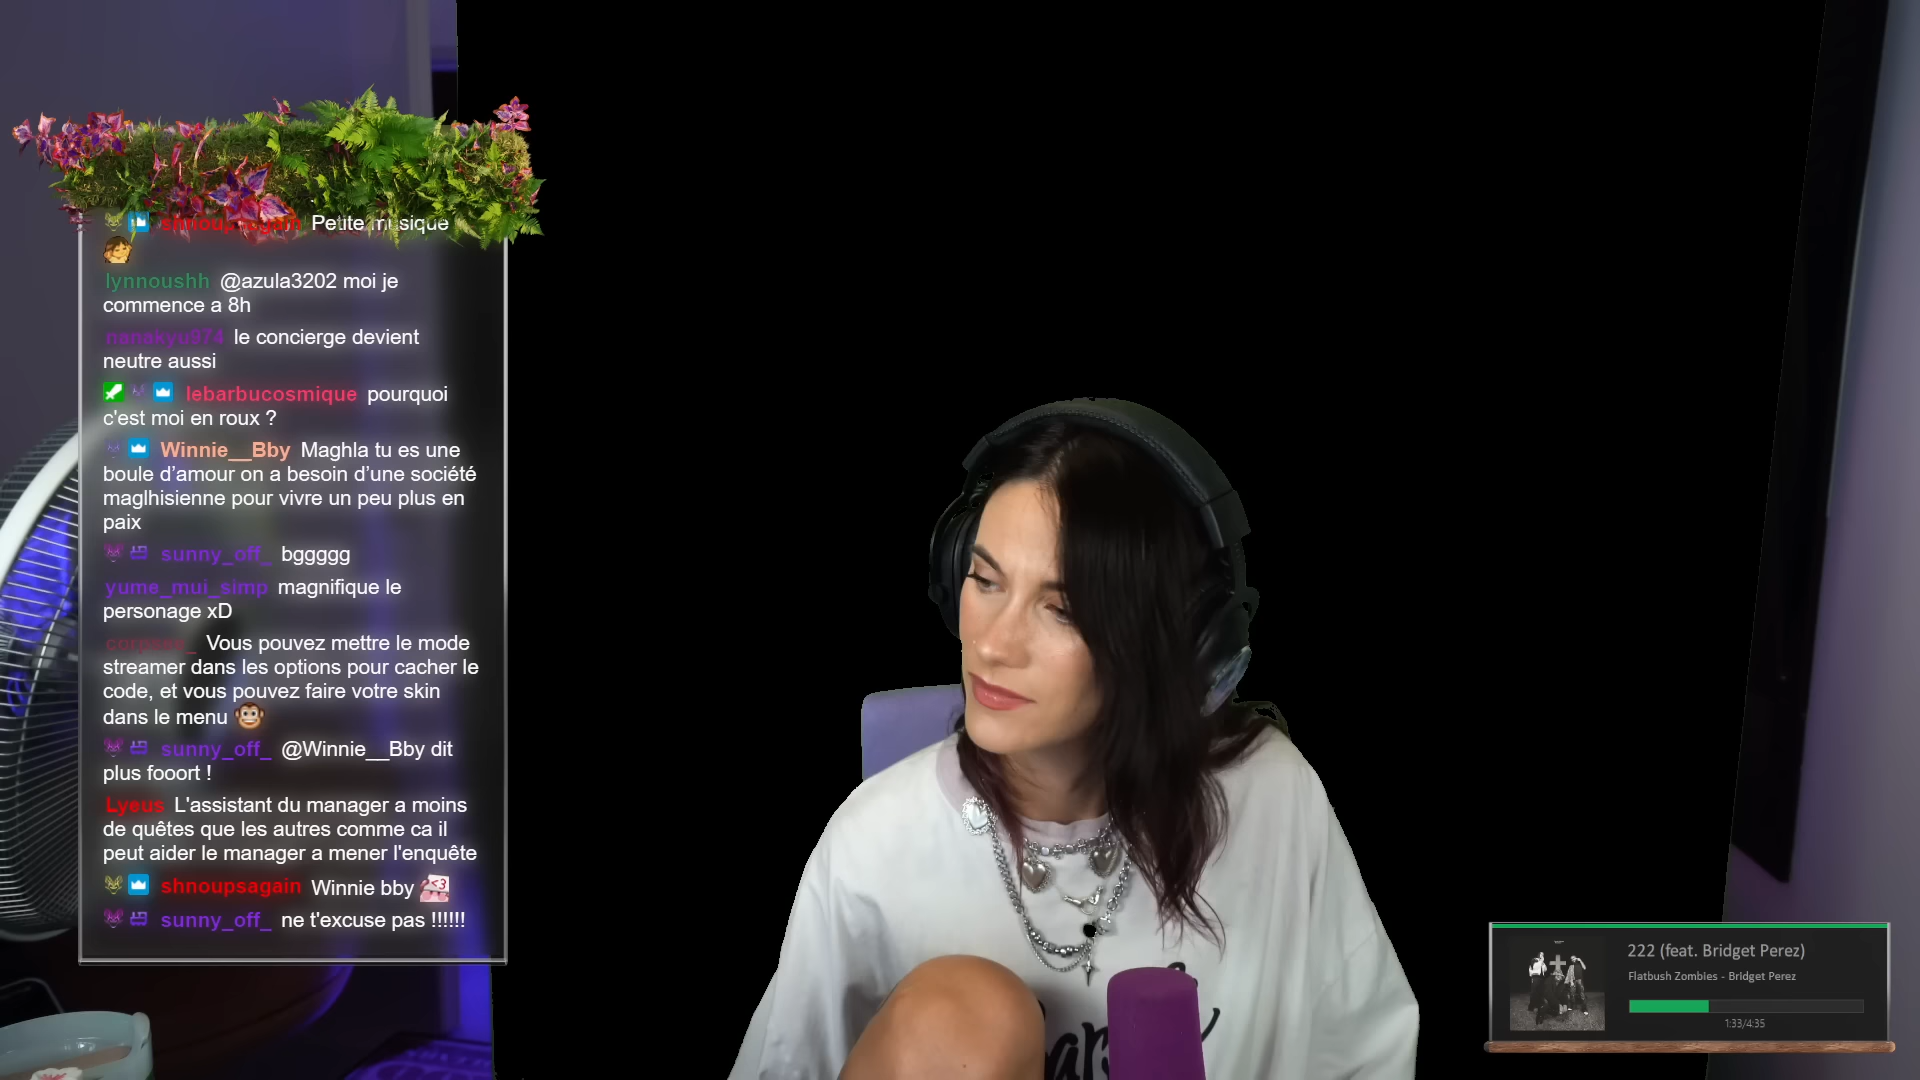 shnoupsagain Petite musique
lynnoushh @azula3202 moi je
commence a 8h
nanakyu974 le concierge devient
neutre aussi
lebarbucosmique pourquoi
c'est moi en roux ?
Winnie__Bby Maghla tu es une
boule d’amour on a besoin d’une société
maglhisienne pour vivre un peu plus en
paix
sunny_off_ bggggg
yume_mui_simp magnifique le
personage xD
Vous pouvez mettre le mode
streamer dans les options pour cacher le
code, et vous pouvez faire votre skin
dans le menu
sunny_off_ @Winnie__Bby dit
plus fooort !
Lyeus L'assistant du manager a moins
de quêtes que les autres comme ca il
peut aider le manager a mener l'enquête
shnoupsagain Winnie bby <3
sunny_off_ ne t'excuse pas !!!!!!
222 (feat. Bridget Perez)
Flatbush Zombies - Bridget Perez
1:33/4:35